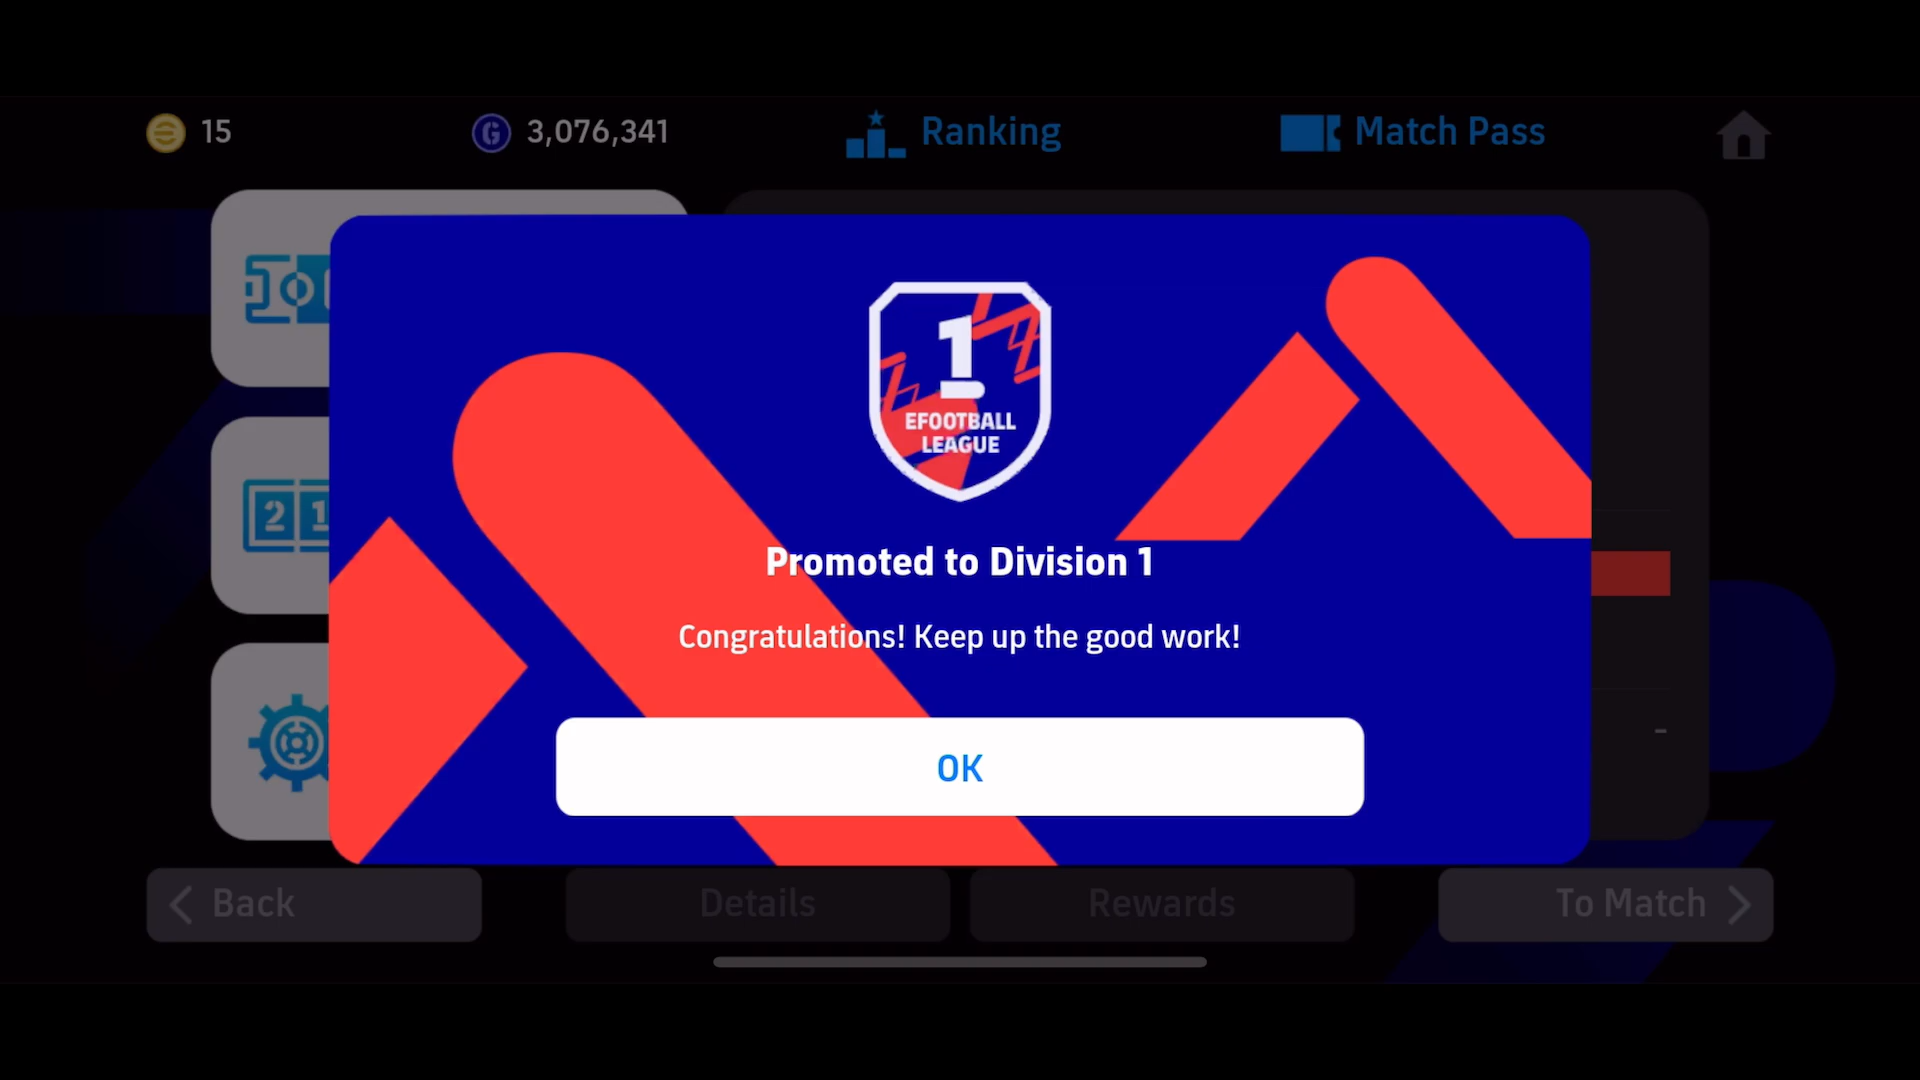 15
3,076,341
Ranking
Match Pass
21
1
EFOOTBALL
LEAGUE
Promoted to Division 1
Congratulations! Keep up the good work!
OK
-
Back
Details
Rewards
To Match